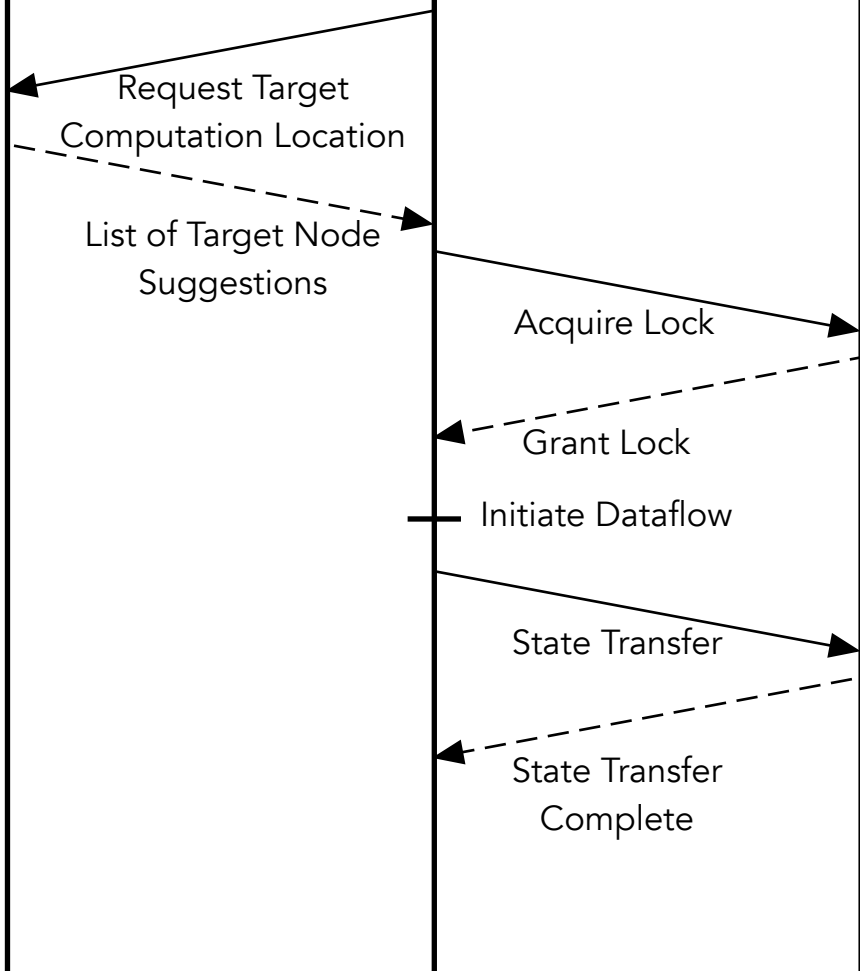 Request Target
Computation Location
List of Target Node
Suggestions
Acquire Lock
Grant Lock
Initiate Dataflow
State Transfer
State Transfer
Complete